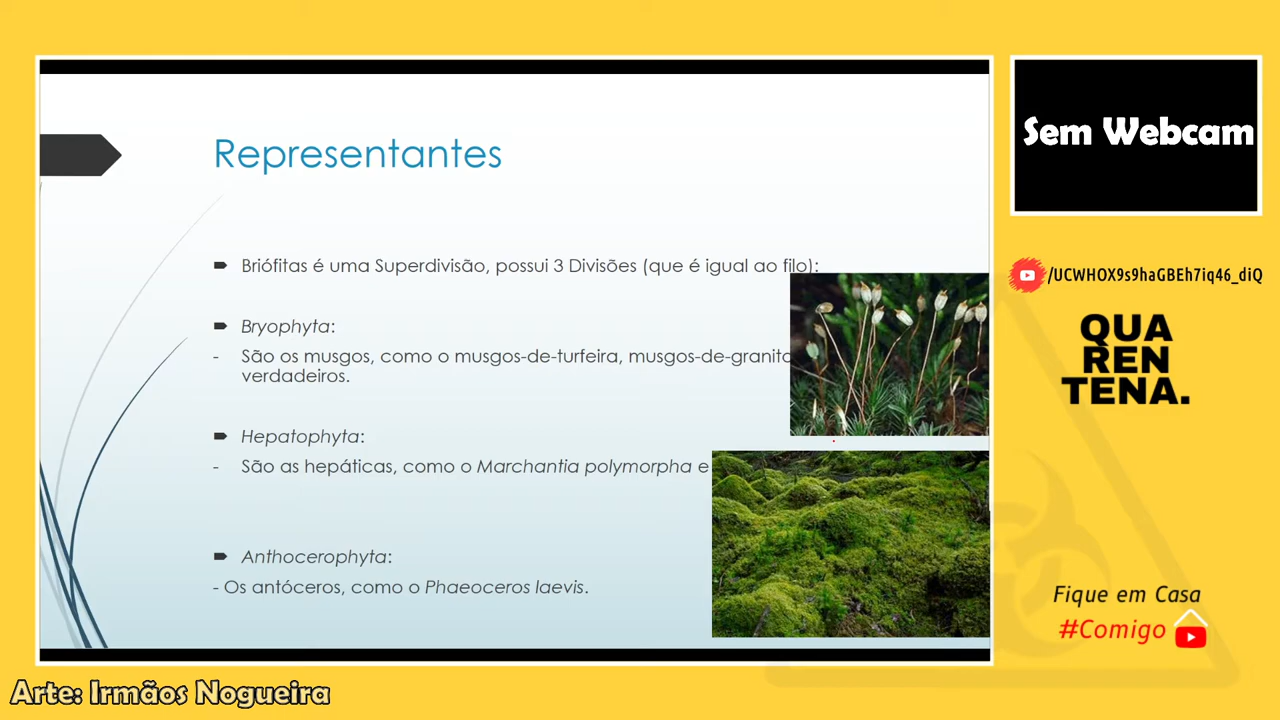 Representantes
Briófitas é uma Superdivisão, possui 3 Divisões (que é igual ao filo):
Bryophyta:
- São os musgos, como o musgos-de-turfeira, musgos-de-granito
verdadeiros.
Hepatophyta:
- São as hepáticas, como o Marchantia polymorpha e
Anthocerophyta:
- Os antóceros, como o Phaeoceros laevis.
Sem Webcam
/UCWHOX9s9haGBEh7iq46_diQ
QUA
REN
TENA.
Fique em Casa
#Comigo
Arte: Irmãos Nogueira